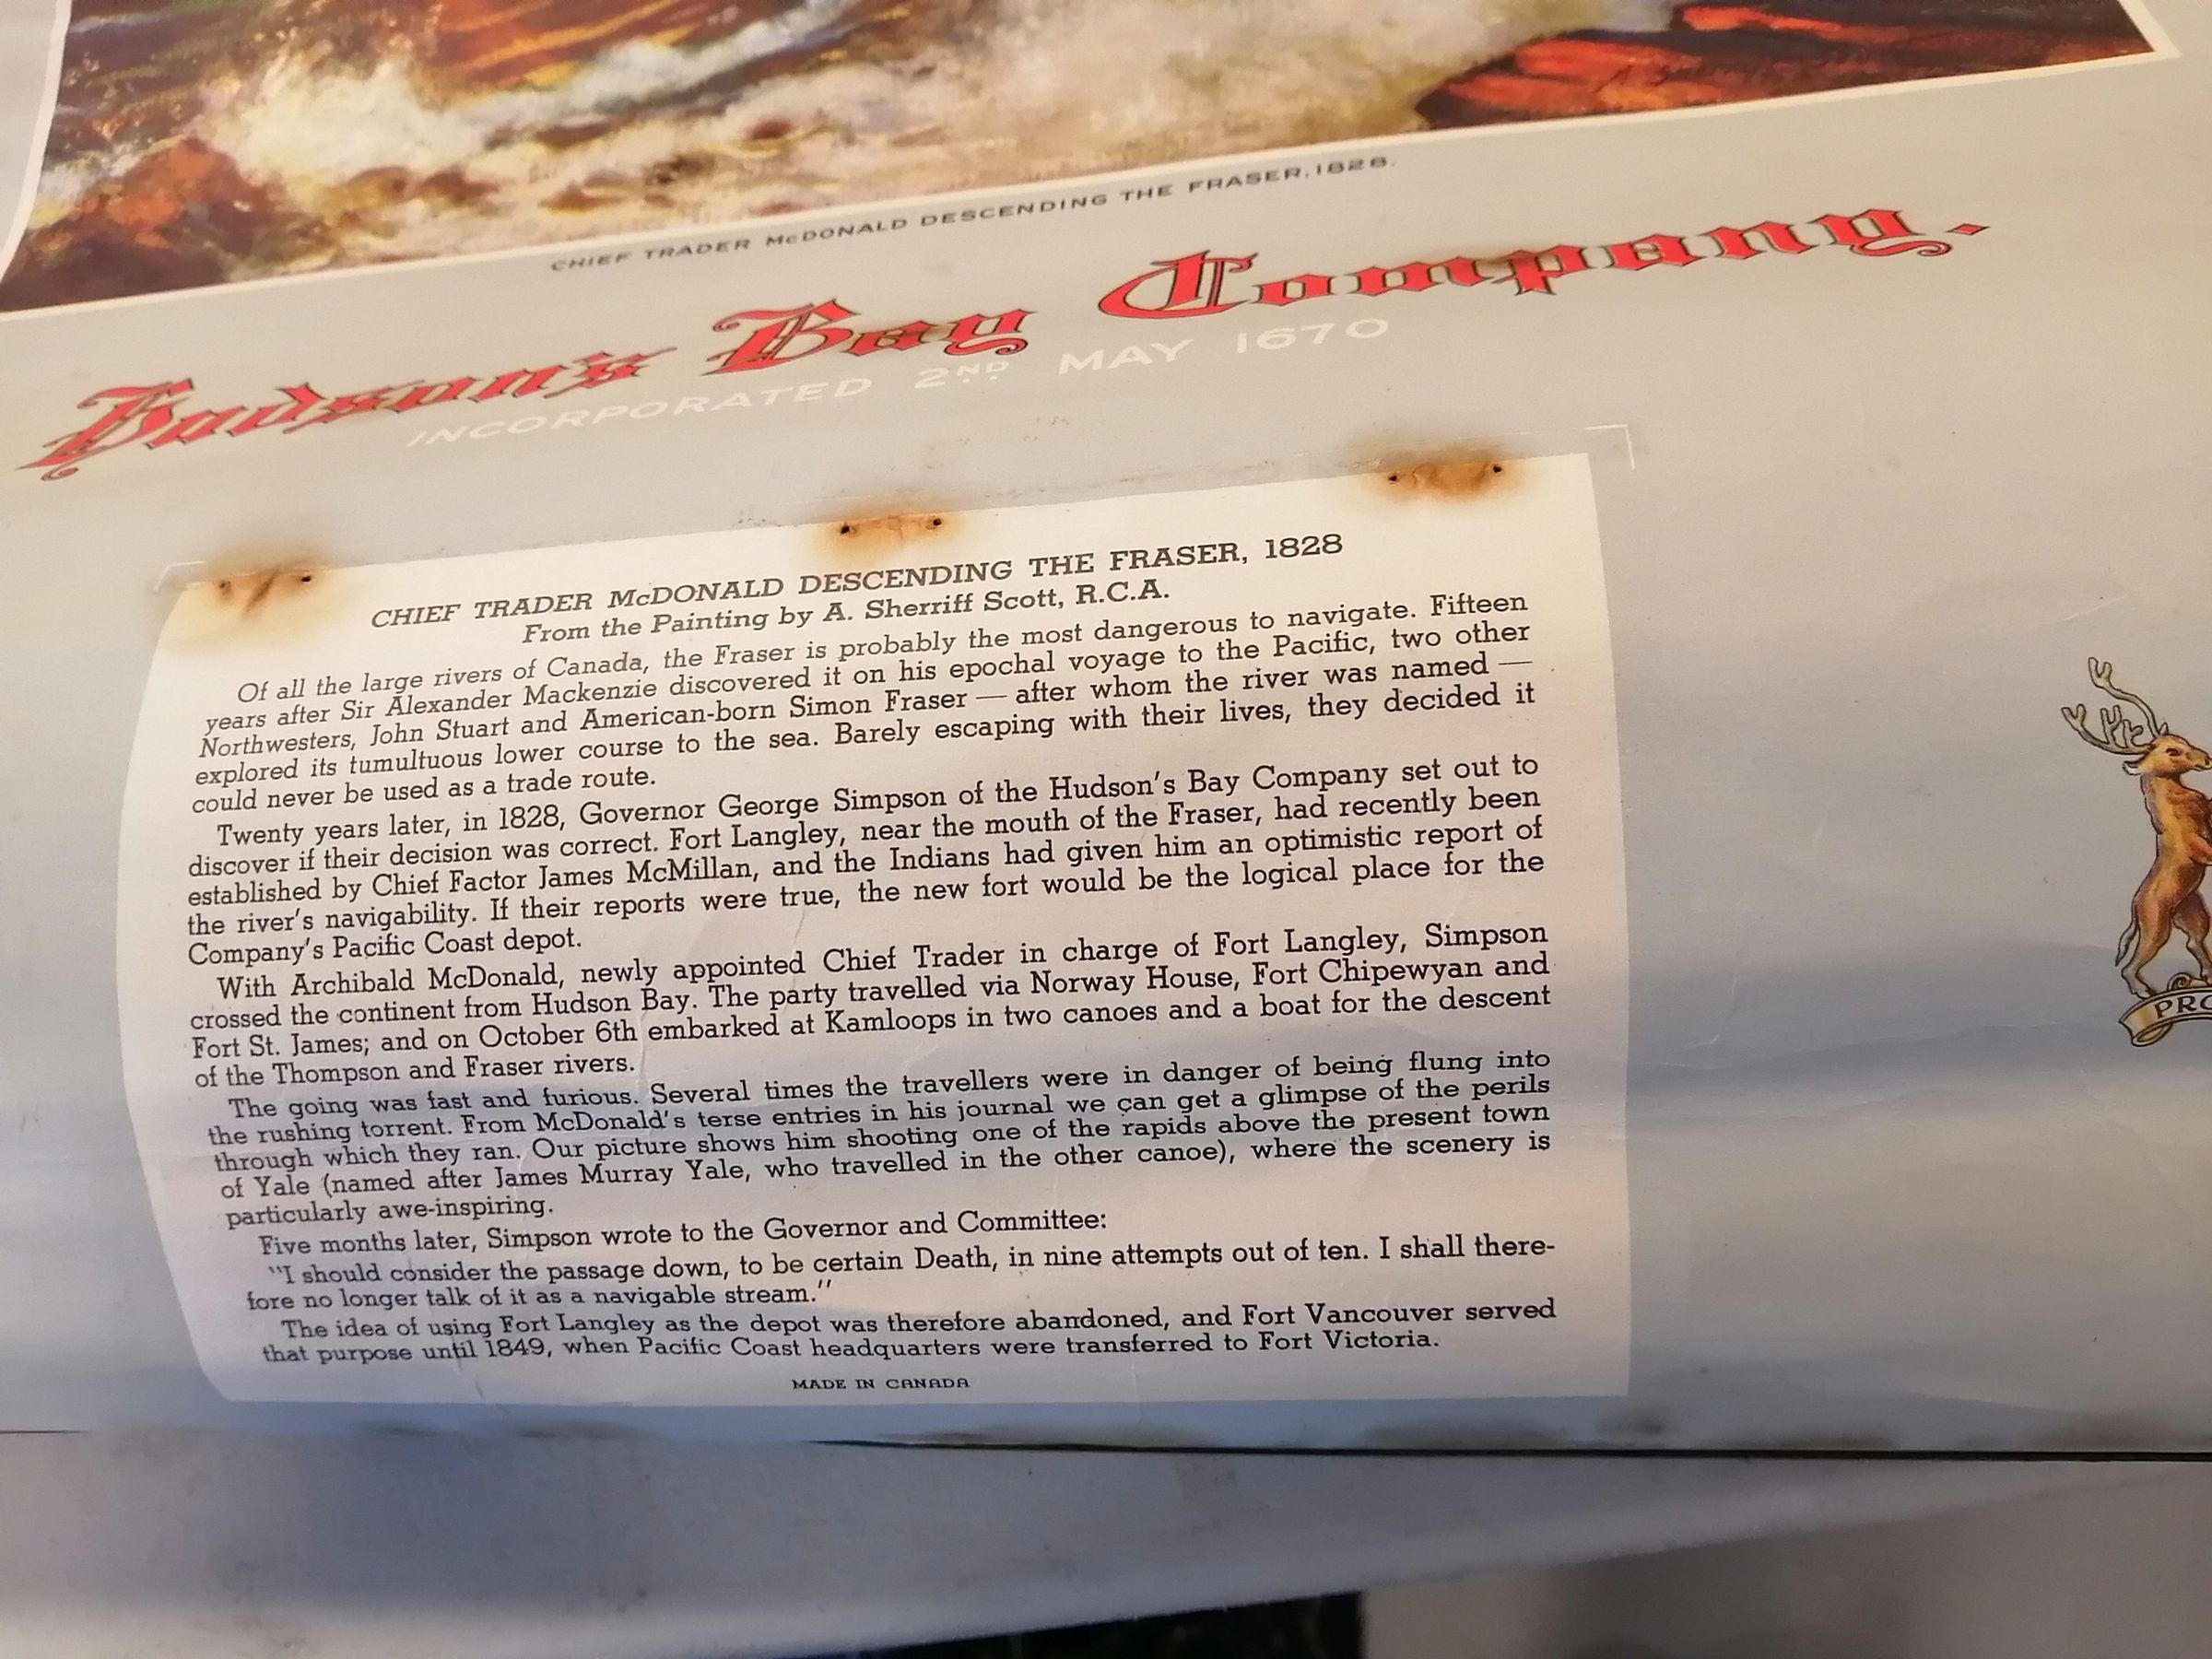 CHIEF TRADER McDONALD DESCENDING THE FRASER, 1828.
Hudson's Bay Company.
INCORPORATED 2ND MAY 1670
CHIEF TRADER McDONALD DESCENDING THE FRASER, 1828
From the Painting by A. Sherriff Scott, R.C.A.
Of all the large rivers of Canada, the Fraser is probably the most dangerous to navigate. Fifteen
years after Sir Alexander Mackenzie discovered it on his epochal voyage to the Pacific, two other
Northwesters, John Stuart and American-born Simon Fraser — after whom the river was named —
explored its tumultuous lower course to the sea. Barely escaping with their lives, they decided it
could never be used as a trade route.
Twenty years later, in 1828, Governor George Simpson of the Hudson's Bay Company set out to
discover if their decision was correct. Fort Langley, near the mouth of the Fraser, had recently been
established by Chief Factor James McMillan, and the Indians had given him an optimistic report of
the river's navigability. If their reports were true, the new fort would be the logical place for the
Company's Pacific Coast depot.
With Archibald McDonald, newly appointed Chief Trader in charge of Fort Langley, Simpson
crossed the continent from Hudson Bay. The party travelled via Norway House, Fort Chipewyan and
Fort St. James; and on October 6th embarked at Kamloops in two canoes and a boat for the descent
of the Thompson and Fraser rivers.
The going was fast and furious. Several times the travellers were in danger of being flung into
the rushing torrent. From McDonald's terse entries in his journal we can get a glimpse of the perils
through which they ran. Our picture shows him shooting one of the rapids above the present town
of Yale (named after James Murray Yale, who travelled in the other canoe), where the scenery is
particularly awe-inspiring.
Five months later, Simpson wrote to the Governor and Committee:
"I should consider the passage down, to be certain Death, in nine attempts out of ten. I shall there-
fore no longer talk of it as a navigable stream."
The idea of using Fort Langley as the depot was therefore abandoned, and Fort Vancouver served
that purpose until 1849, when Pacific Coast headquarters were transferred to Fort Victoria.
MADE IN CANADA